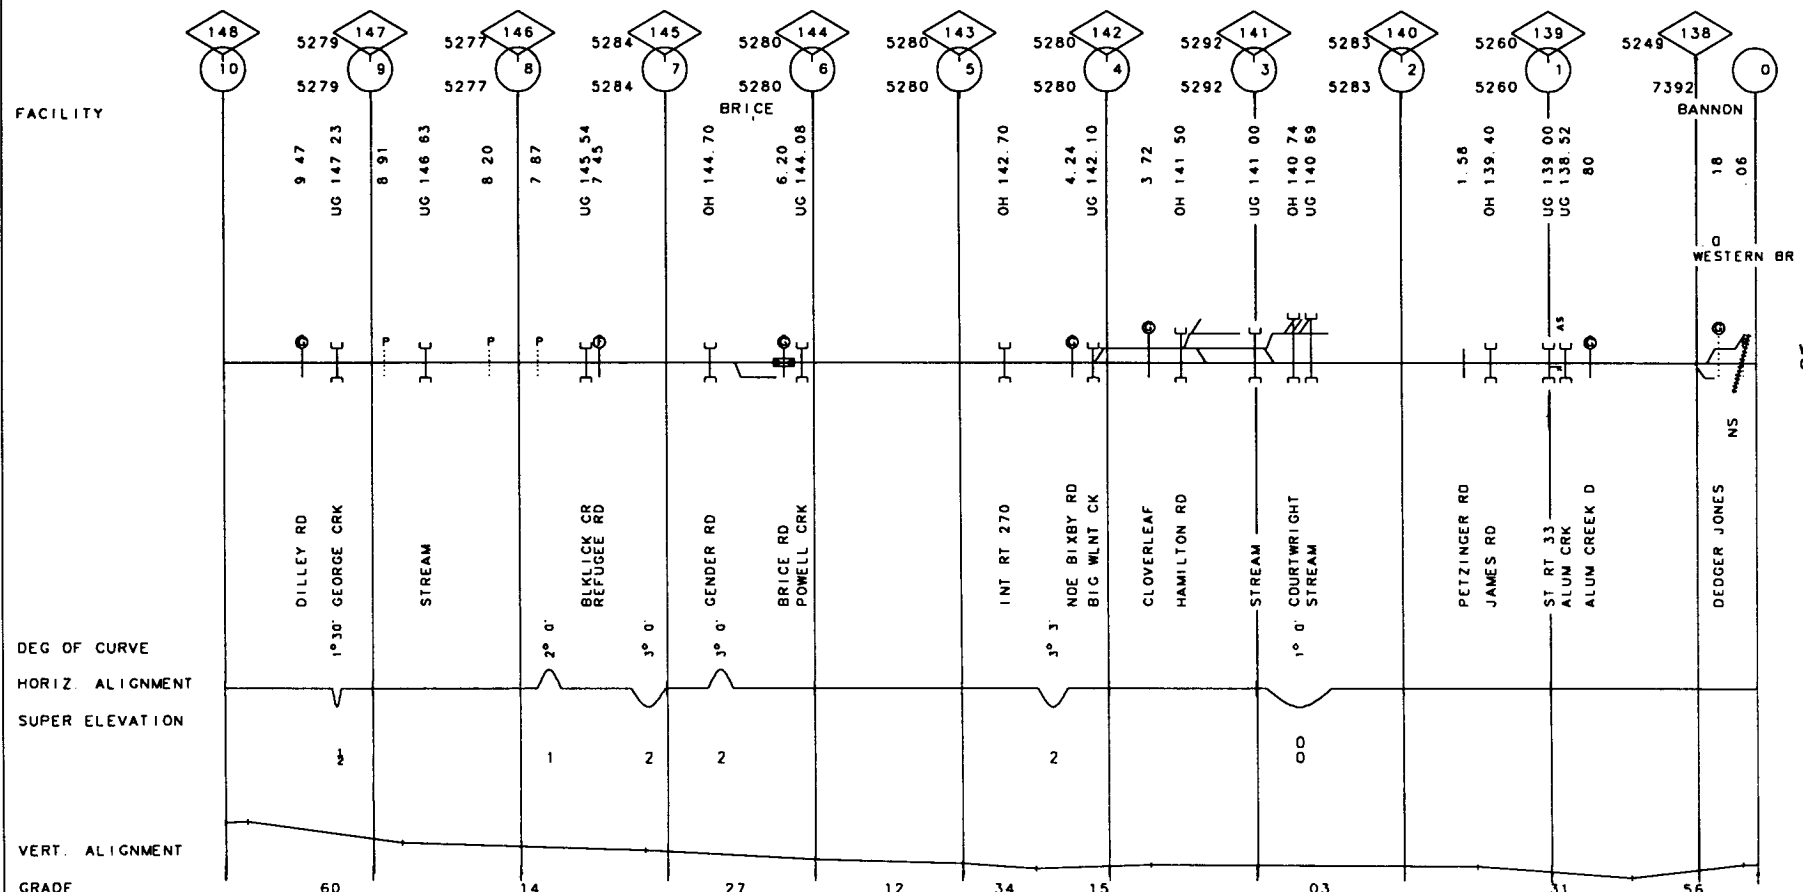 148 147 146 145 144 143 142 141 140 139 138
5279 5277 5284 5280 5280 5280 5292 5283 5260 5249
10 9 8 7 6 5 4 3 2 1 0
5279 5277 5284 5280 5280 5280 5292 5283 5260 7392
FACILITY
BRICE
BANNON
9 47
UG 147 23
8 91
UG 146 63
8 20
7 87
UG 145 54
7 45
OH 144.70
6.20
UG 144.08
OH 142.70
4.24
UG 142.10
3 72
OH 141 50
UG 141 00
OH 140 74
UG 140 69
1.58
OH 139.40
UG 139 00
UG 138.52
80
18
.06
D
WESTERN BR
G
P
P
P
G
G
G
AS
G
G
NS
DILLEY RD
GEORGE CRK
STREAM
BLKLICK CR
REFUGEE RD
GENDER RD
BRICE RD
POWELL CRK
INT RT 270
NOE BIXBY RD
BIG WLNT CK
CLOVERLEAF
HAMILTON RD
STREAM
COURTWRIGHT
STREAM
PETZINGER RD
JAMES RD
ST RT 33
ALUM CRK
ALUM CREEK D
DEDGER JONES
DEG OF CURVE
1°30' 2° 0' 3° 0' 3° 0' 3° 3' 1° 0'
HORIZ. ALIGNMENT
SUPER ELEVATION
1/2 1 2 2 2 0
0
VERT. ALIGNMENT
GRADE 60 14 27 12 34 15 03 31 56